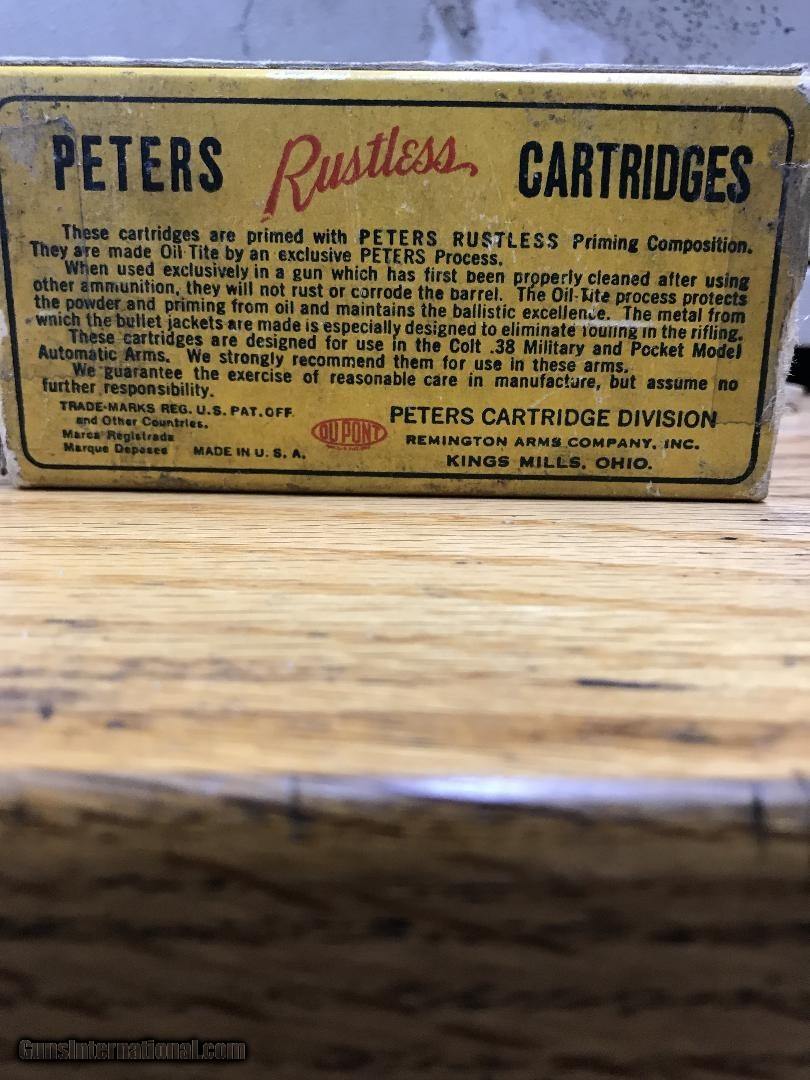 PETERS Rustless CARTRIDGES
These cartridges are primed with PETERS RUSTLESS Priming Composition.
They are made Oil Tite by an exclusive PETERS Process.
When used exclusively in a gun which has first been properly cleaned after using
other ammunition, they will not rust or corrode the barrel. The Oil-Tite process protects
the powder and priming from oil and maintains the ballistic excellence. The metal from
which the bullet jackets are made is especially designed to eliminate fouling in the rifling.
These cartridges are designed for use in the Colt .38 Military and Pocket Model
Automatic Arms. We strongly recommend them for use in these arms.
We guarantee the exercise of reasonable care in manufacture, but assume no
further responsibility.
TRADE-MARKS REG. U.S. PAT. OFF.
and Other Countries.
Marca Registrada
Marque Deposee MADE IN U. S. A.
DU PONT
PETERS CARTRIDGE DIVISION
REMINGTON ARMS COMPANY, INC.
KINGS MILLS, OHIO.
GunsInternational.com